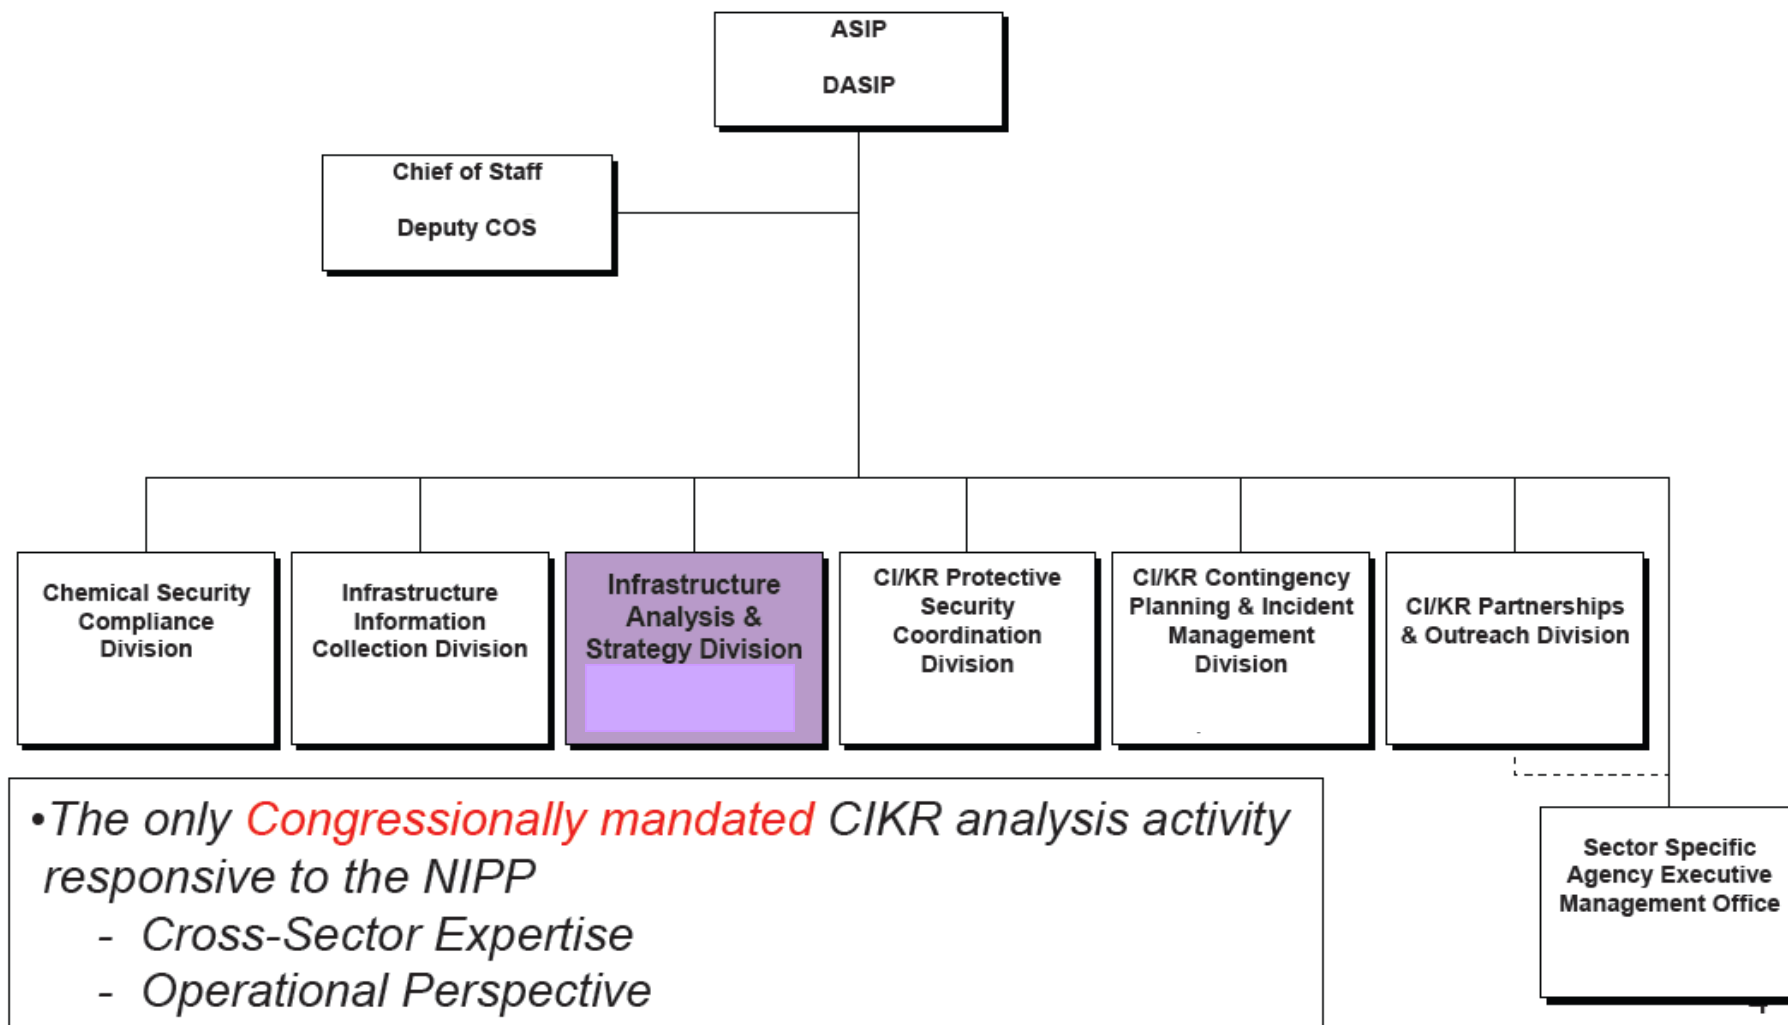 ASIP
DASIP
Chief of Staff
Deputy COS
Chemical Security
Compliance
Division
Infrastructure
Information
Collection Division
Infrastructure
Analysis &
Strategy Division
CI/KR Protective
Security
Coordination
Division
CI/KR Contingency
Planning & Incident
Management
Division
CI/KR Partnerships
& Outreach Division
Sector Specific
Agency Executive
Management Office
•The only Congressionally mandated CIKR analysis activity
responsive to the NIPP
- Cross-Sector Expertise
- Operational Perspective